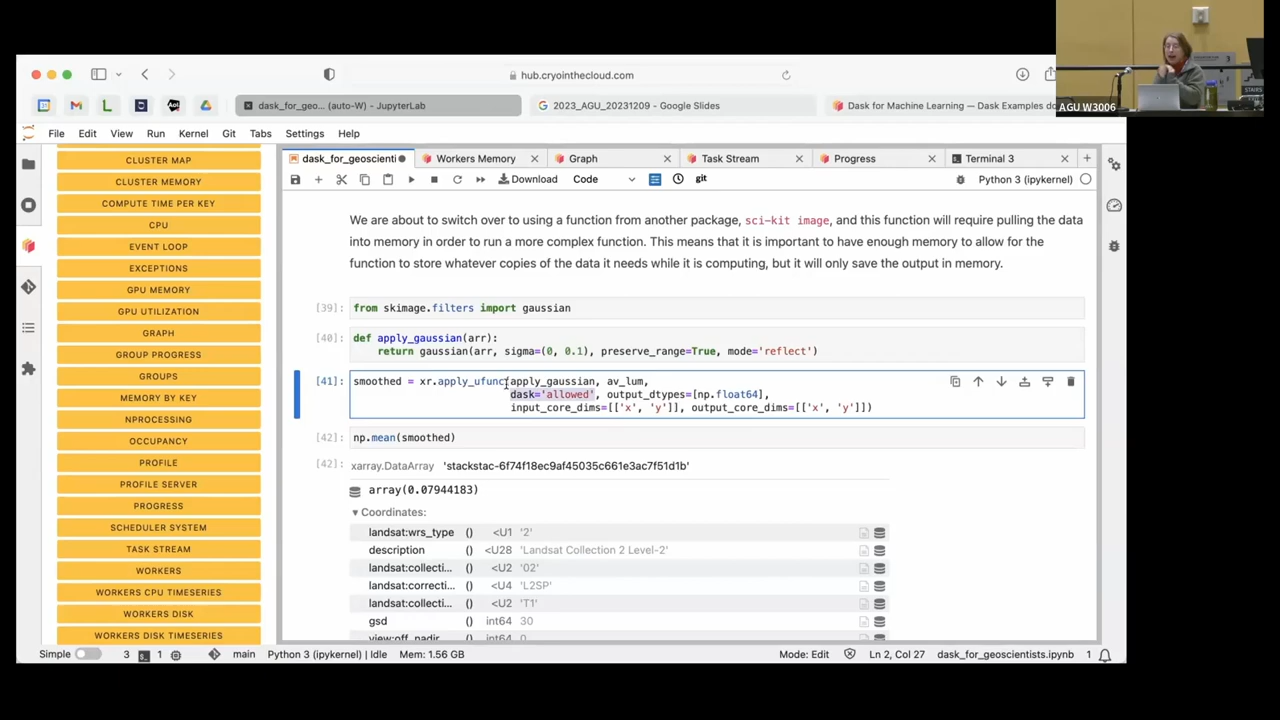 AGU W3006
hub.cryointhecloud.com
dask_for_geo... (auto-W) - JupyterLab
2023_AGU_20231209 - Google Slides
Dask for Machine Learning — Dask Examples do
File Edit View Run Kernel Git Tabs Settings Help
dask_for_geoscienti
Workers Memory
Graph
Task Stream
Progress
Terminal 3
Download
Code
git
Python 3 (ipykernel)
CLUSTER MAP
CLUSTER MEMORY
COMPUTE TIME PER KEY
CPU
EVENT LOOP
EXCEPTIONS
GPU MEMORY
GPU UTILIZATION
GRAPH
GROUP PROGRESS
GROUPS
MEMORY BY KEY
NPROCESSING
OCCUPANCY
PROFILE
PROFILE SERVER
PROGRESS
SCHEDULER SYSTEM
TASK STREAM
WORKERS
WORKERS CPU TIMESERIES
WORKERS DISK
WORKERS DISK TIMESERIES
We are about to switch over to using a function from another package, sci-kit image, and this function will require pulling the data
into memory in order to run a more complex function. This means that it is important to have enough memory to allow for the
function to store whatever copies of the data it needs while it is computing, but it will only save the output in memory.
[39]: from skimage.filters import gaussian
[40]: def apply_gaussian(arr):
return gaussian(arr, sigma=(0, 0.1), preserve_range=True, mode='reflect')
[41]: smoothed = xr.apply_ufunc(apply_gaussian, av_lum,
dask='allowed', output_dtypes=[np.float64],
input_core_dims=[['x', 'y']], output_core_dims=[['x', 'y']])
[42]: np.mean(smoothed)
[42]: xarray.DataArray 'stackstac-6f74f18ec9af45035c661e3ac7f51d1b'
array(0.07944183)
▼ Coordinates:
landsat:wrs_type () <U1 '2'
description () <U28 'Landsat Collection 2 Level-2'
landsat:collecti... () <U2 '02'
landsat:correcti... () <U4 'L2SP'
landsat:collecti... () <U2 'T1'
gsd () int64 30
view:off_nadir () int64 0
Simple 3 1 main Python 3 (ipykernel) | Idle Mem: 1.56 GB Mode: Edit Ln 2, Col 27 dask_for_geoscientists.ipynb 1